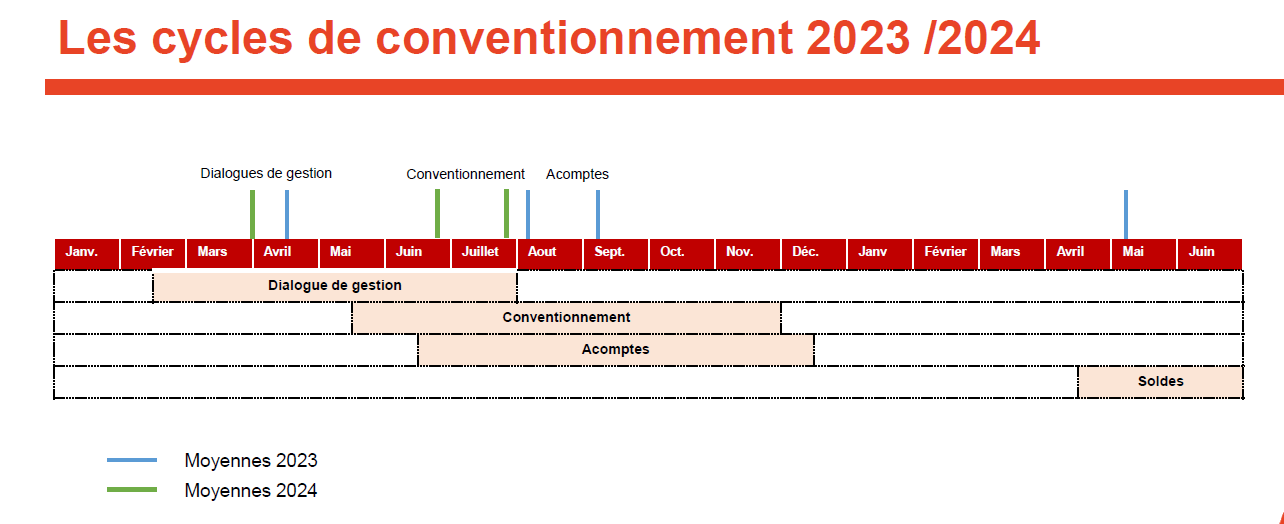 Les cycles de conventionnement 2023 /2024
Dialogues de gestion Conventionnement Acomptes
Janv. Février Mars Avril Mai Juin Juillet Aout Sept. Oct. Nov. Déc. Janv Février Mars Avril Mai Juin
Dialogue de gestion
Conventionnement
Acomptes
Soldes
Moyennes 2023
Moyennes 2024